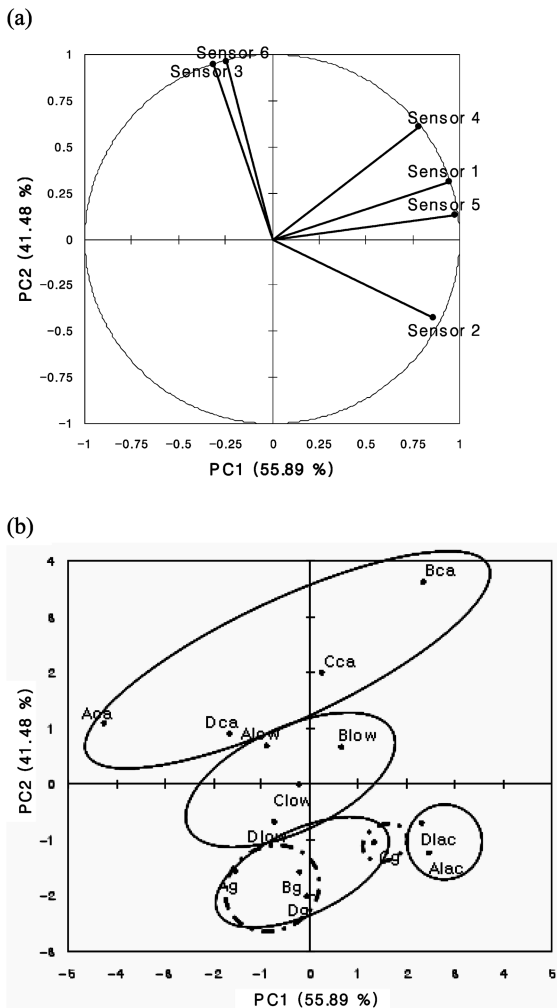 (a)
1
Sensor 6
Sensor 3
0.75
Sensor 4
0.5
0.25
Sensor 1
Sensor 5
0
-0.25
Sensor 2
-0.5
-0.75
-1
PC2 (41.48 %)
-1 -0.75 -0.5 -0.25 0 0.25 0.5 0.75 1
PC1 (55.89 %)
(b)
4
Bca
2
Cca
1
Aca
Dca
Alow
Blow
0
Clow
-1
Dlow
Dlac
Cg
Alac
Ag
Bg
-2
Dg
PC2 (41.48 %)
-1 0 1 2
PC1 (55.89 %)